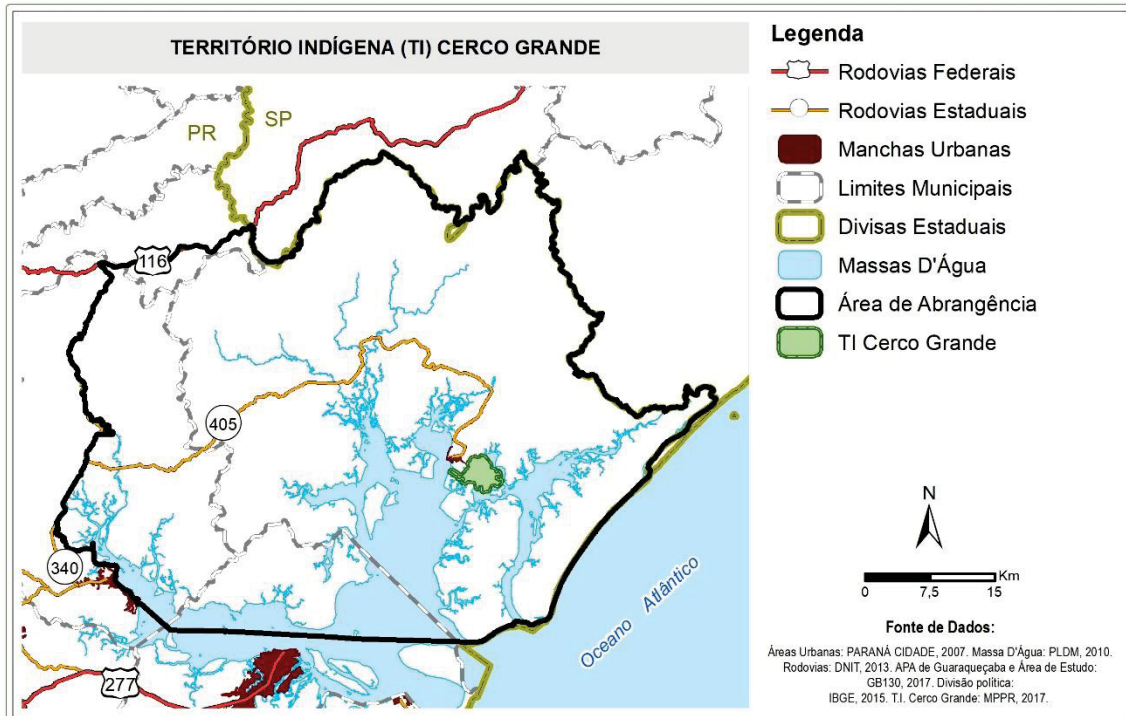 TERRITÓRIO INDÍGENA (TI) CERCO GRANDE
PR
SP
116
405
340
277
Oceano Atlântico
Legenda
Rodovias Federais
Rodovias Estaduais
Manchas Urbanas
Limites Municipais
Divisas Estaduais
Massas D'Água
Área de Abrangência
TI Cerco Grande
N
Km
0 7,5 15
Fonte de Dados:
Áreas Urbanas: PARANÁ CIDADE, 2007. Massa D'Água: PLDM, 2010.
Rodovias: DNIT, 2013. APA de Guaraqueçaba e Área de Estudo:
GB130, 2017. Divisão política:
IBGE, 2015. T.I. Cerco Grande: MPPR, 2017.